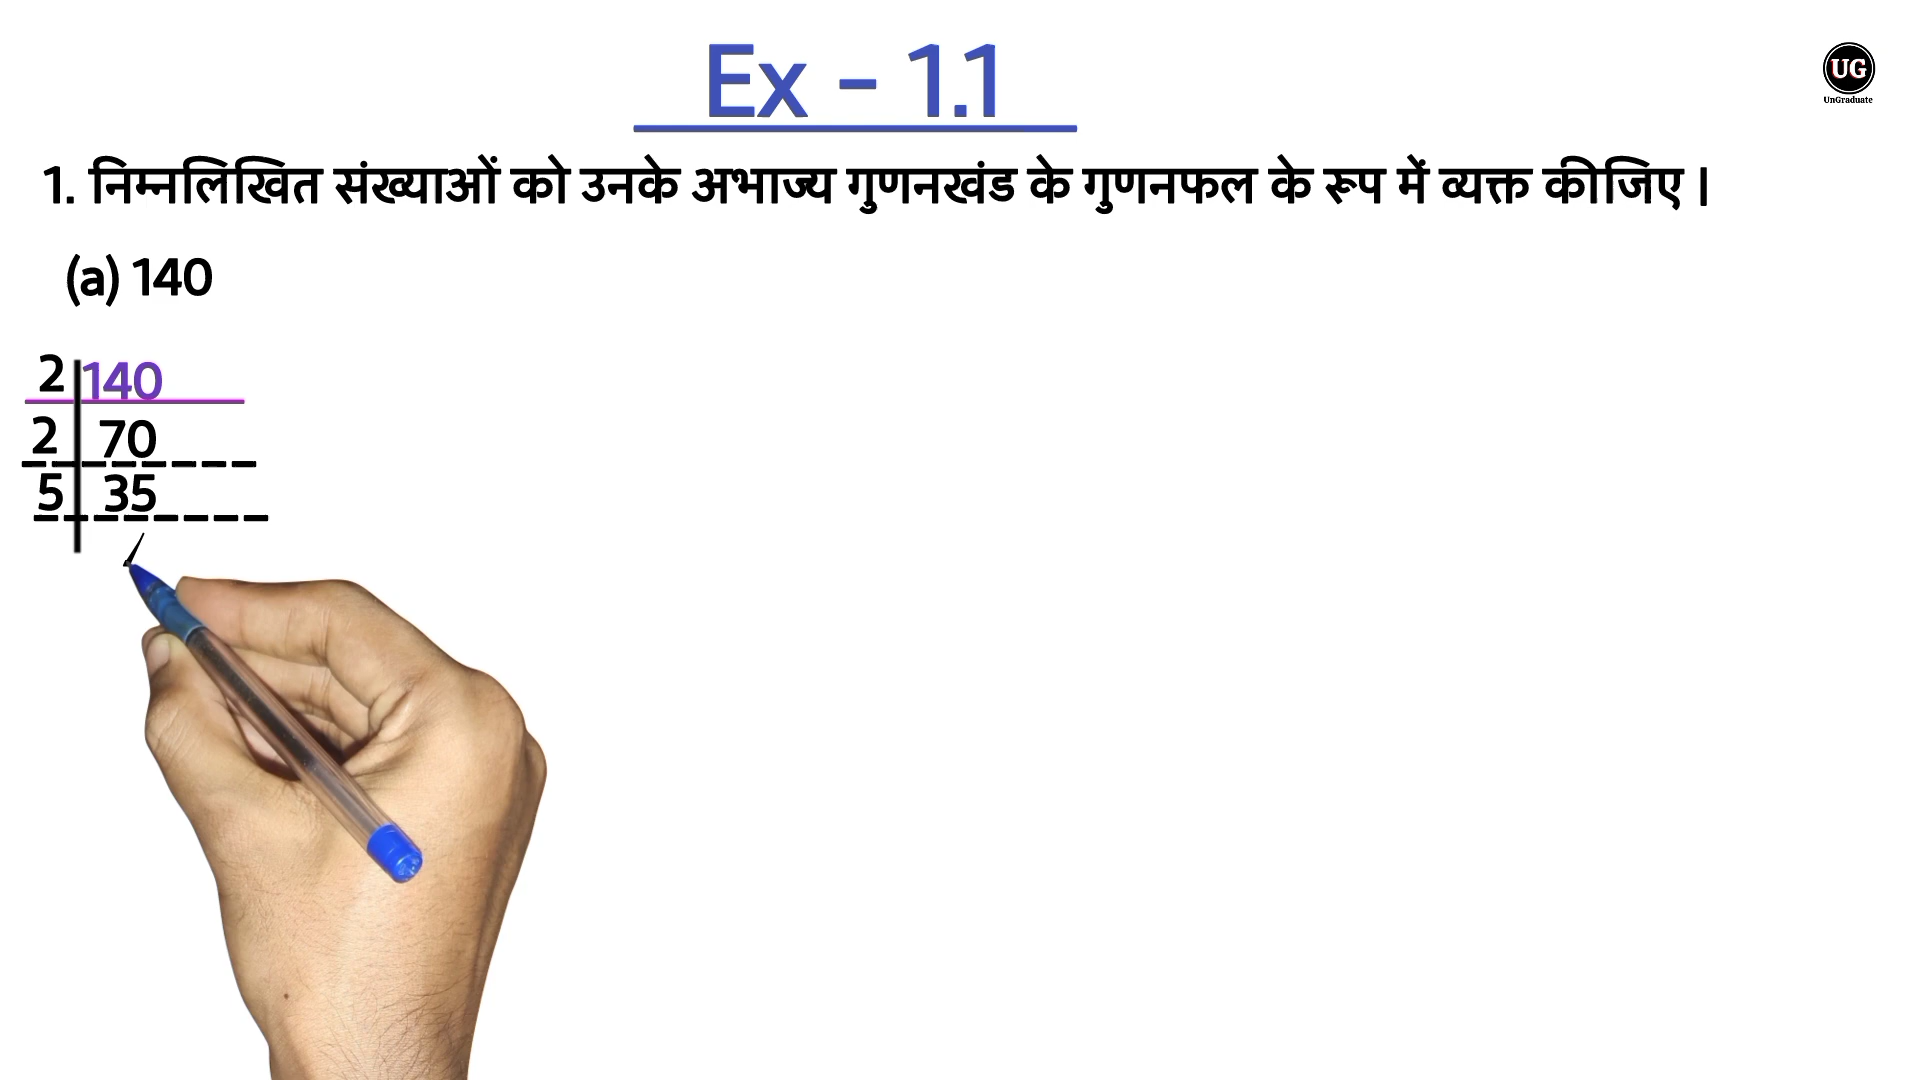 Ex - 1.1
UG
UnGraduate
1. निम्नलिखित संख्याओं को उनके अभाज्य गुणनखंड के गुणनफल के रूप में व्यक्त कीजिए ।
(a) 140
2 140
2 70
5 35